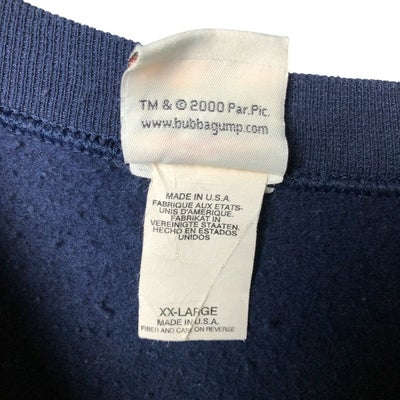 TM & © 2000 Par.Pic.
www.bubbagump.com
MADE IN U.S.A.
FABRIQUE AUX ETATS-
UNIS D'AMÉRIQUE.
FABRIKAT IN
VEREINIGTE STAATEN.
HECHO EN ESTADOS
UNIDOS
XX-LARGE
MADE IN U.S.A.
FIBER AND CARE ON REVERSE